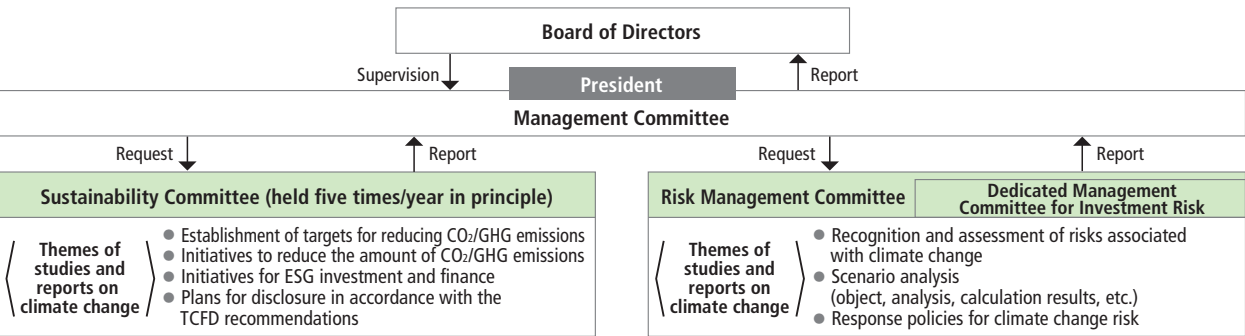 Board of Directors
Supervision
Report
President
Management Committee
Request
Report
Request
Report
Sustainability Committee (held five times/year in principle)
Themes of
studies and
reports on
climate change
● Establishment of targets for reducing CO₂/GHG emissions
● Initiatives to reduce the amount of CO₂/GHG emissions
● Initiatives for ESG investment and finance
● Plans for disclosure in accordance with the
TCFD recommendations
Risk Management Committee
Dedicated Management
Committee for Investment Risk
Themes of
studies and
reports on
climate change
● Recognition and assessment of risks associated
with climate change
● Scenario analysis
(object, analysis, calculation results, etc.)
● Response policies for climate change risk